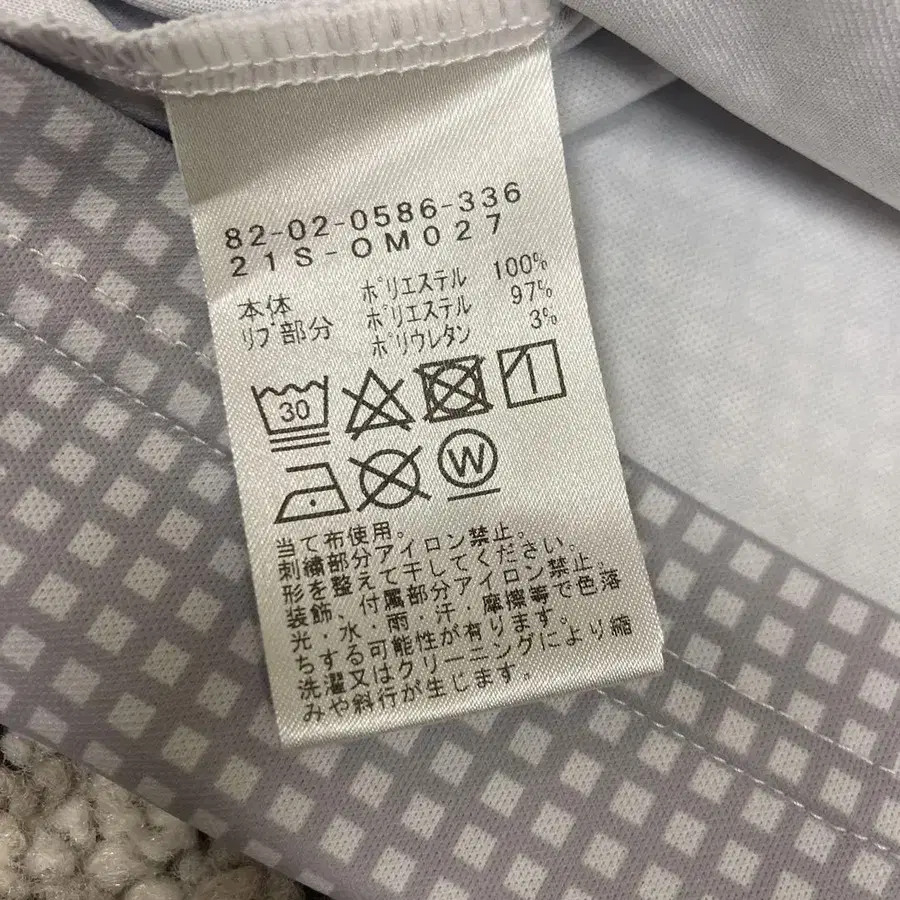 82-02-0586-336
21S-OM027
本体 ポリエステル 100%
リブ部分 ポリエステル 97%
ポリウレタン 3%
30
W
当て布使用。
刺繍部分アイロン禁止。
形を整えて干してください。
装飾、付属部分アイロン禁止。
光・水・雨・汗・摩擦等で色落
ちする可能性が有ります。
洗濯又はクリーニングにより縮
みや斜行が生じます。